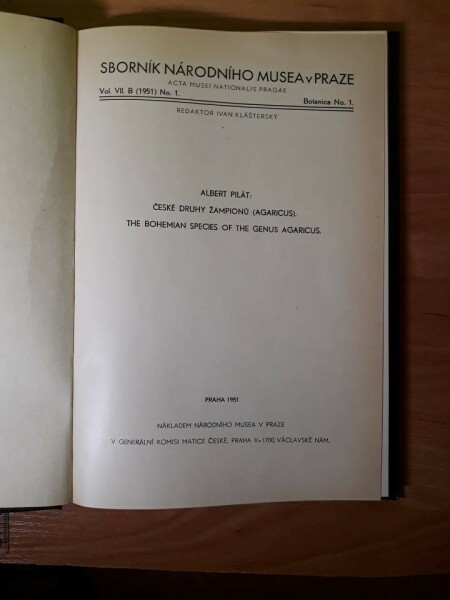 SBORNÍK NÁRODNÍHO MUSEA v PRAZE
ACTA MUSEI NATIONALIS PRAGAE
Vol. VII. B (1951) No. 1. Botanica No. 1.
REDAKTOR IVAN KLÁŠTERSKÝ
ALBERT PILÁT:
ČESKÉ DRUHY ŽAMPIONŮ (AGARICUS).
THE BOHEMIAN SPECIES OF THE GENUS AGARICUS.
PRAHA 1951
NÁKLADEM NÁRODNÍHO MUSEA V PRAZE
V GENERÁLNÍ KOMISI MATICE ČESKÉ, PRAHA II-1700, VÁCLAVSKÉ NÁM.